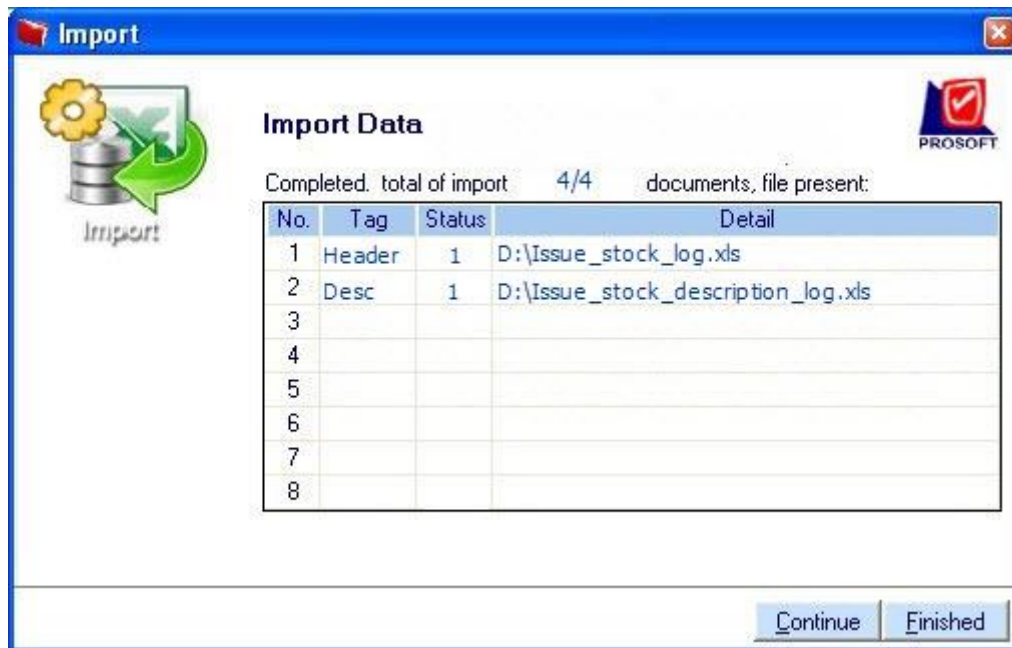 Import
Import Data
PROSOFT
Completed. total of import 4/4 documents, file present:
Import
No. Tag Status Detail
1 Header 1 D:\Issue_stock_log.xls
2 Desc 1 D:\Issue_stock_description_log.xls
3
4
5
6
7
8
Continue Finished